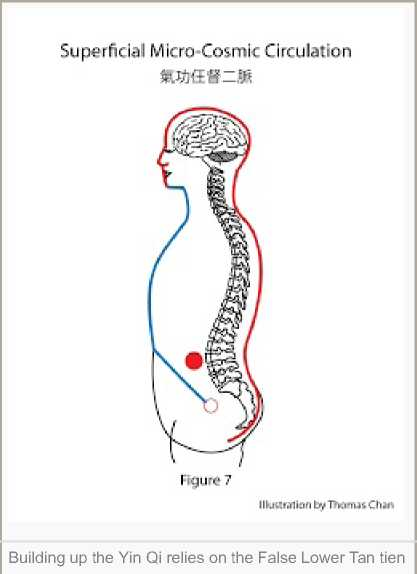 Superficial Micro-Cosmic Circulation
氣功任督二脈
Figure 7
Illustration by Thomas Chan
Building up the Yin Qi relies on the False Lower Tan tien